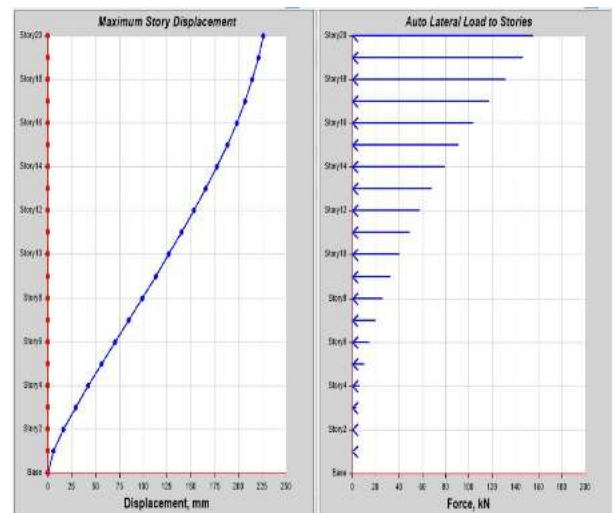 Maximum Story Displacement
Story20
Story18
Story16
Story14
Story12
Story10
Story8
Story6
Story4
Story2
Base
0 25 50 75 100 125 150 175 200 225 250
Displacement, mm
Auto Lateral Load to Stories
Story20
Story18
Story16
Story14
Story12
Story10
Story8
Story6
Story4
Story2
Base
0 20 40 60 80 100 120 140 160 180 200
Force, kN